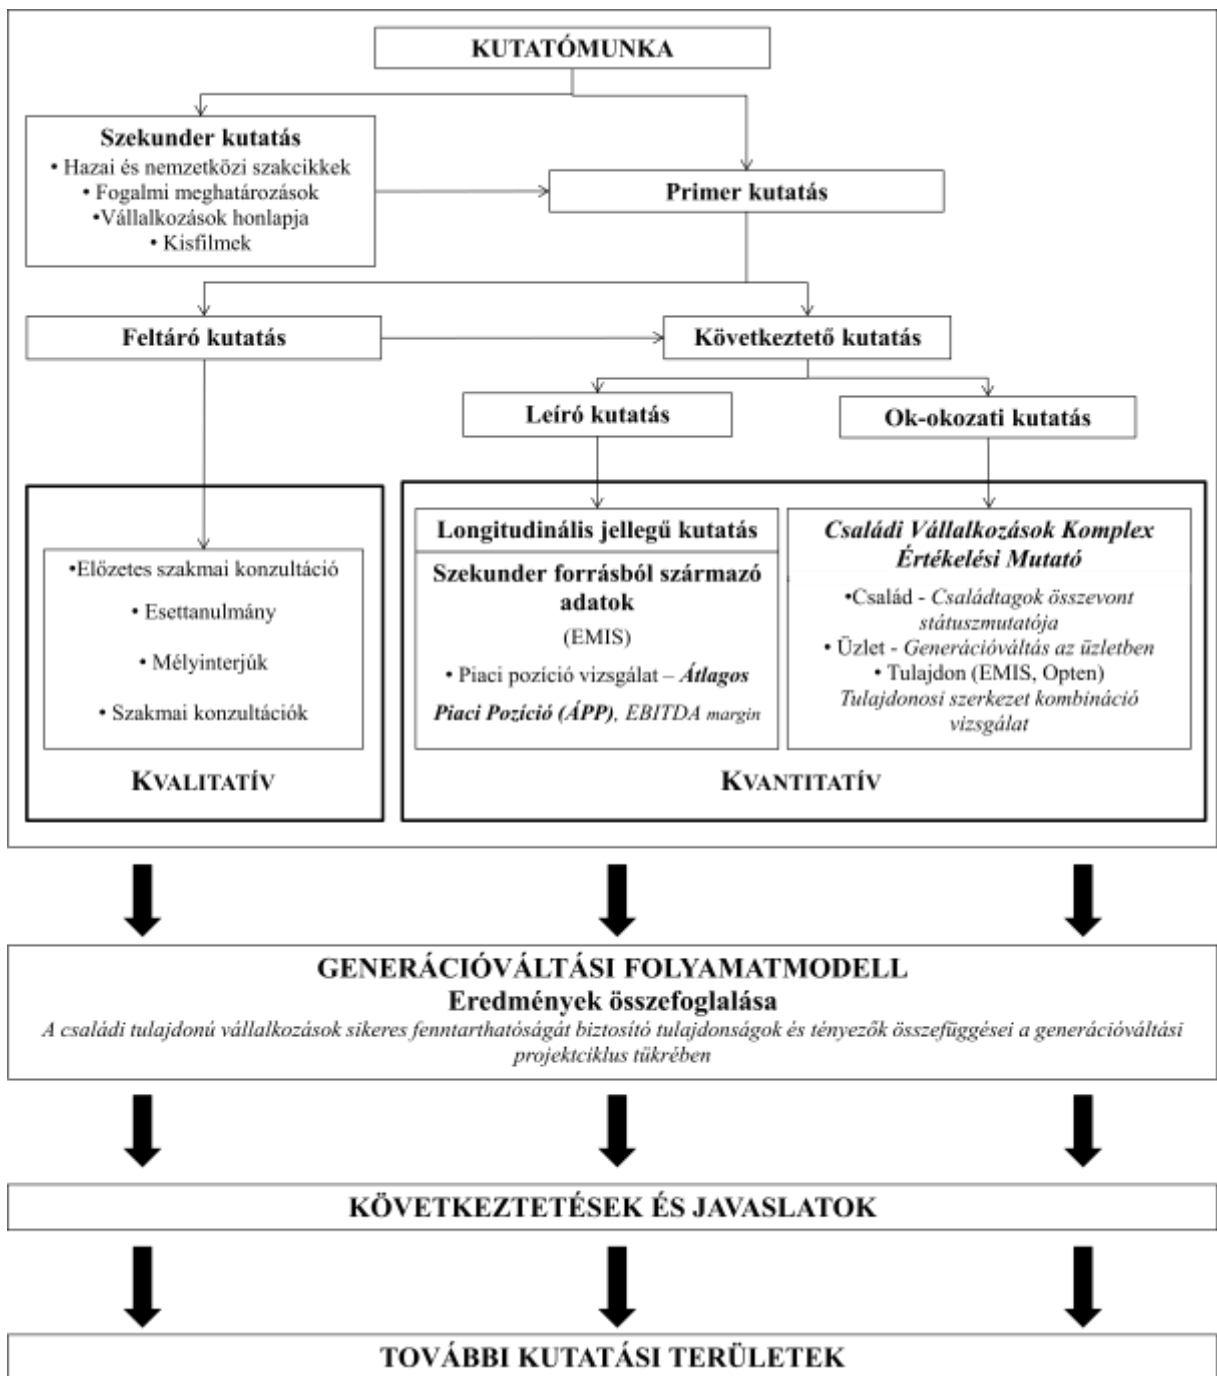 KUTATÓMUNKA
Szekunder kutatás
• Hazai és nemzetközi szakcikkek
• Fogalmi meghatározások
•Vállalkozások honlapja
• Kisfilmek
Primer kutatás
Feltáró kutatás
Következtető kutatás
Leíró kutatás
Ok-okozati kutatás
•Előzetes szakmai konzultáció
• Esettanulmány
• Mélyinterjúk
• Szakmai konzultációk
KVALITATÍV
Longitudinális jellegű kutatás
Szekunder forrásból származó
adatok
(EMIS)
• Piaci pozíció vizsgálat – Átlagos
Piaci Pozíció (ÁPP), EBITDA margin
Családi Vállalkozások Komplex
Értékelési Mutató
•Család - Családtagok összevont
státuszmutatója
• Üzlet - Generációváltás az üzletben
• Tulajdon (EMIS, Opten)
Tulajdonosi szerkezet kombináció
vizsgálat
KVANTITATÍV
GENERÁCIÓVÁLTÁSI FOLYAMATMODELL
Eredmények összefoglalása
A családi tulajdonú vállalkozások sikeres fenntarthatóságát biztosító tulajdonságok és tényezők összefüggései a generációváltási
projektciklus tükrében
KÖVETKEZTETÉSEK ÉS JAVASLATOK
TOVÁBBI KUTATÁSI TERÜLETEK